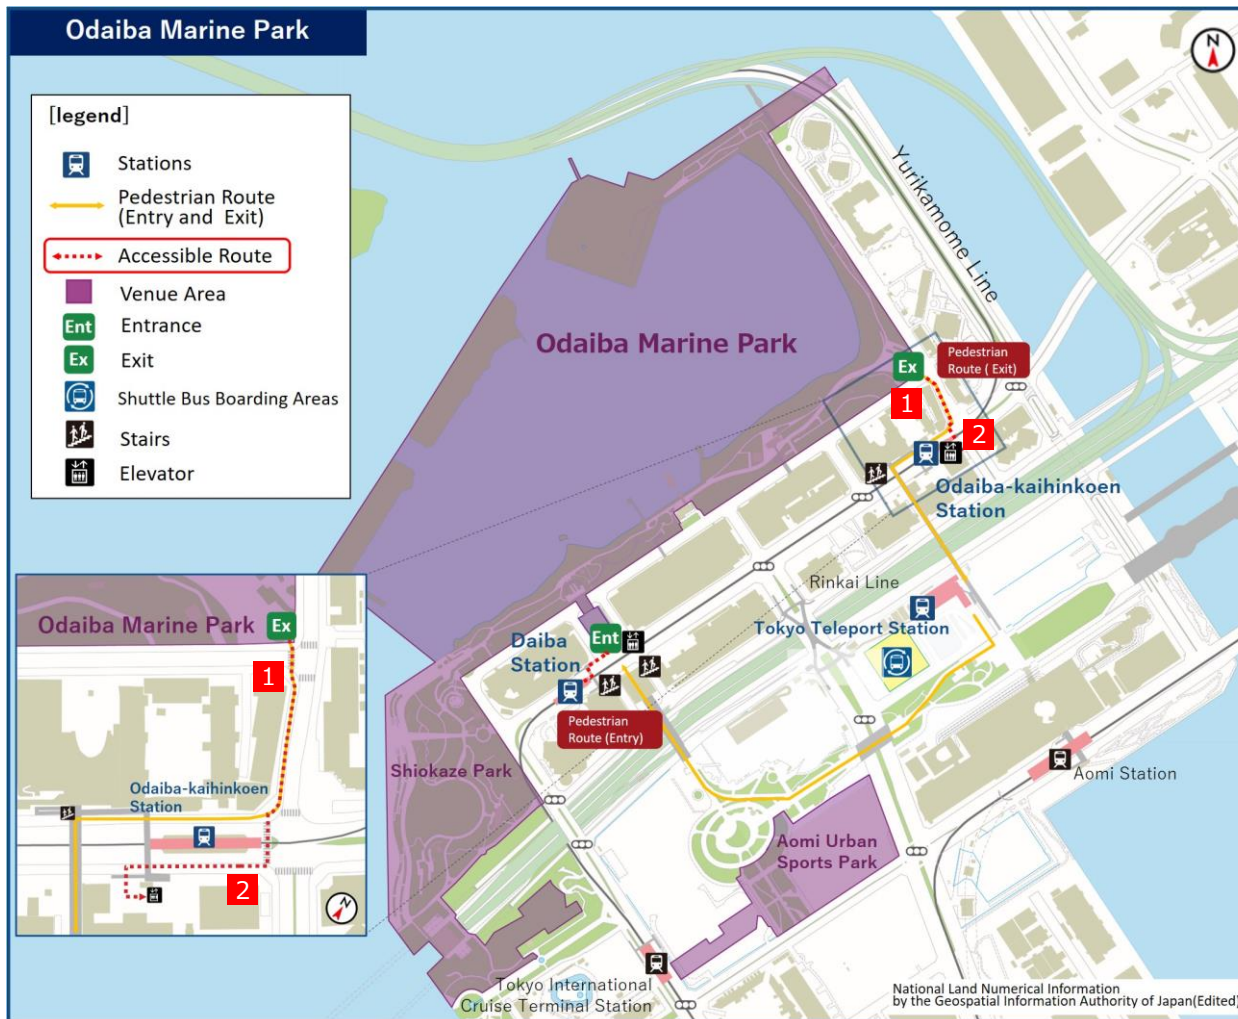 Odaiba Marine Park
N
[legend]
Stations
Pedestrian Route
(Entry and Exit)
Accessible Route
Venue Area
Ent
Entrance
Ex
Exit
Shuttle Bus Boarding Areas
Stairs
Elevator
Yurikamome Line
Odaiba Marine Park
Ex
Pedestrian
Route ( Exit)
1
2
Odaiba-kaihinkoen
Station
Rinkai Line
Tokyo Teleport Station
Daiba
Station
Ent
Pedestrian
Route (Entry)
Shiokaze Park
Aomi Station
Aomi Urban
Sports Park
Tokyo International
Cruise Terminal Station
Odaiba Marine Park
Ex
1
Odaiba-kaihinkoen
Station
2
N
National Land Numerical Information
by the Geospatial Information Authority of Japan(Edited)